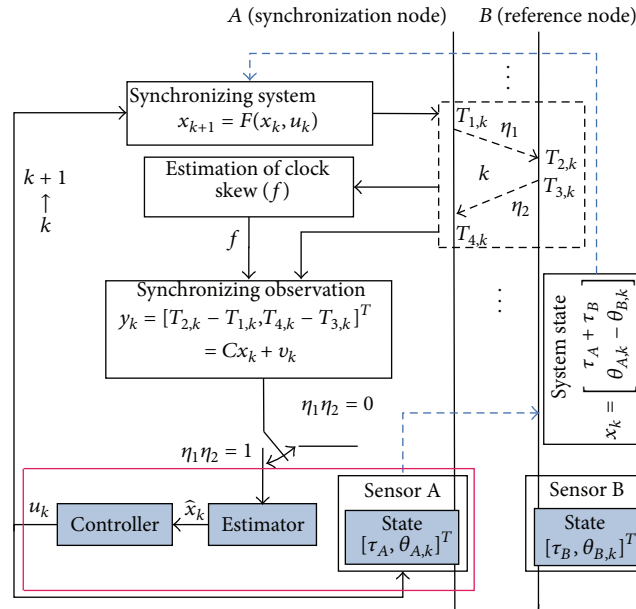 A (synchronization node)
B (reference node)
Synchronizing system
x_{k+1} = F(x_k, u_k)
T_{1,k}
η_1
T_{2,k}
k
T_{3,k}
η_2
T_{4,k}
Estimation of clock
skew (f)
k + 1
↑
k
f
Synchronizing observation
y_k = [T_{2,k} − T_{1,k}, T_{4,k} − T_{3,k}]^T
= Cx_k + v_k
System state
x_k = [τ_A + τ_B
θ_{A,k} − θ_{B,k}]
η_1η_2 = 0
η_1η_2 = 1
Sensor A
Sensor B
u_k
Controller
x̂_k
Estimator
State
[τ_A, θ_{A,k}]^T
State
[τ_B, θ_{B,k}]^T